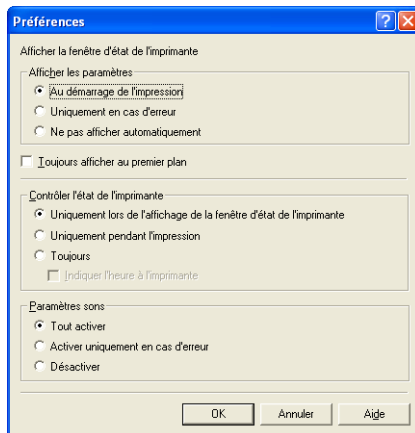 Préférences
Afficher la fenêtre d'état de l'imprimante
Afficher les paramètres
Au démarrage de l'impression
Uniquement en cas d'erreur
Ne pas afficher automatiquement
Toujours afficher au premier plan
Contrôler l'état de l'imprimante
Uniquement lors de l'affichage de la fenêtre d'état de l'imprimante
Uniquement pendant l'impression
Toujours
Indiquer l'heure à l'imprimante
Paramètres sons
Tout activer
Activer uniquement en cas d'erreur
Désactiver
OK Annuler Aide